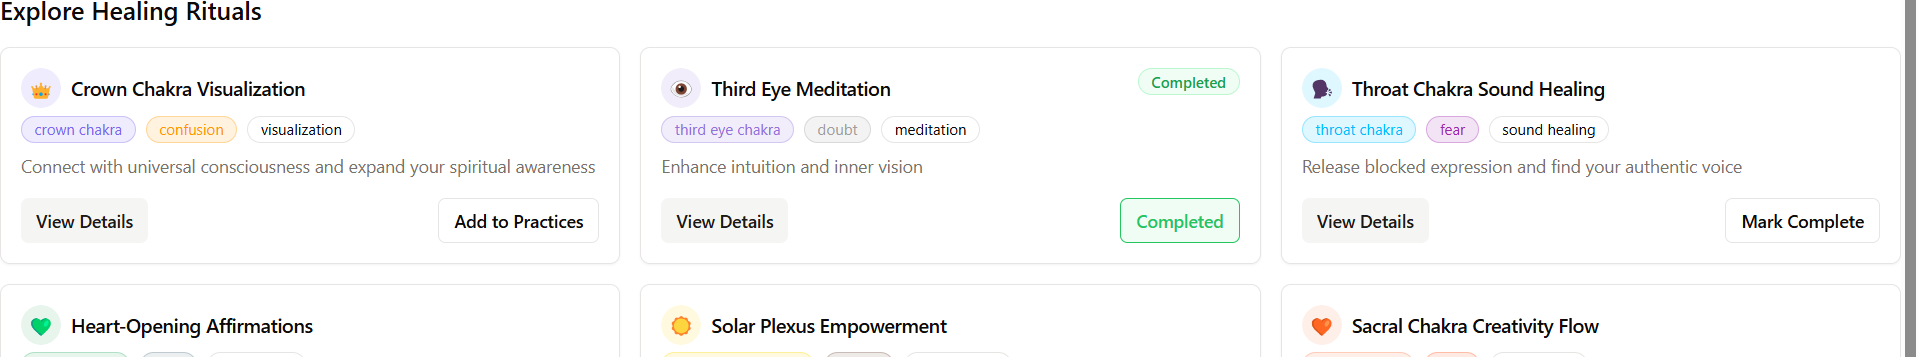 Explore Healing Rituals
Crown Chakra Visualization
crown chakra confusion visualization
Connect with universal consciousness and expand your spiritual awareness
View Details Add to Practices
Third Eye Meditation Completed
third eye chakra doubt meditation
Enhance intuition and inner vision
View Details Completed
Throat Chakra Sound Healing
throat chakra fear sound healing
Release blocked expression and find your authentic voice
View Details Mark Complete
Heart-Opening Affirmations
Solar Plexus Empowerment
Sacral Chakra Creativity Flow